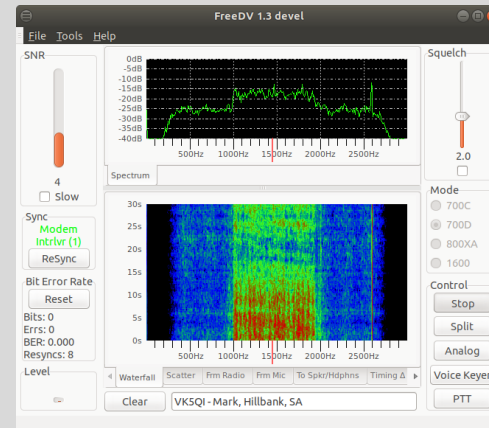 FreeDV 1.3 devel
File Tools Help
SNR
4
Slow
Sync
Modem
Intrlvr (1)
ReSync
Bit Error Rate
Reset
Bits: 0
Errs: 0
BER: 0.000
Resyncs: 8
Level
0dB
-5dB
-10dB
-15dB
-20dB
-25dB
-30dB
-35dB
-40dB
500Hz 1000Hz 1500Hz 2000Hz 2500Hz
Spectrum
30s
25s
20s
15s
10s
5s
0s
500Hz 1000Hz 1500Hz 2000Hz 2500Hz
Waterfall Scatter Frm Radio Frm Mic To Spkr/Hdphns Timing Δ
Clear VK5QI - Mark, Hillbank, SA
Squelch
2.0
Mode
700C
700D
800XA
1600
Control
Stop
Split
Analog
Voice Keyer
PTT